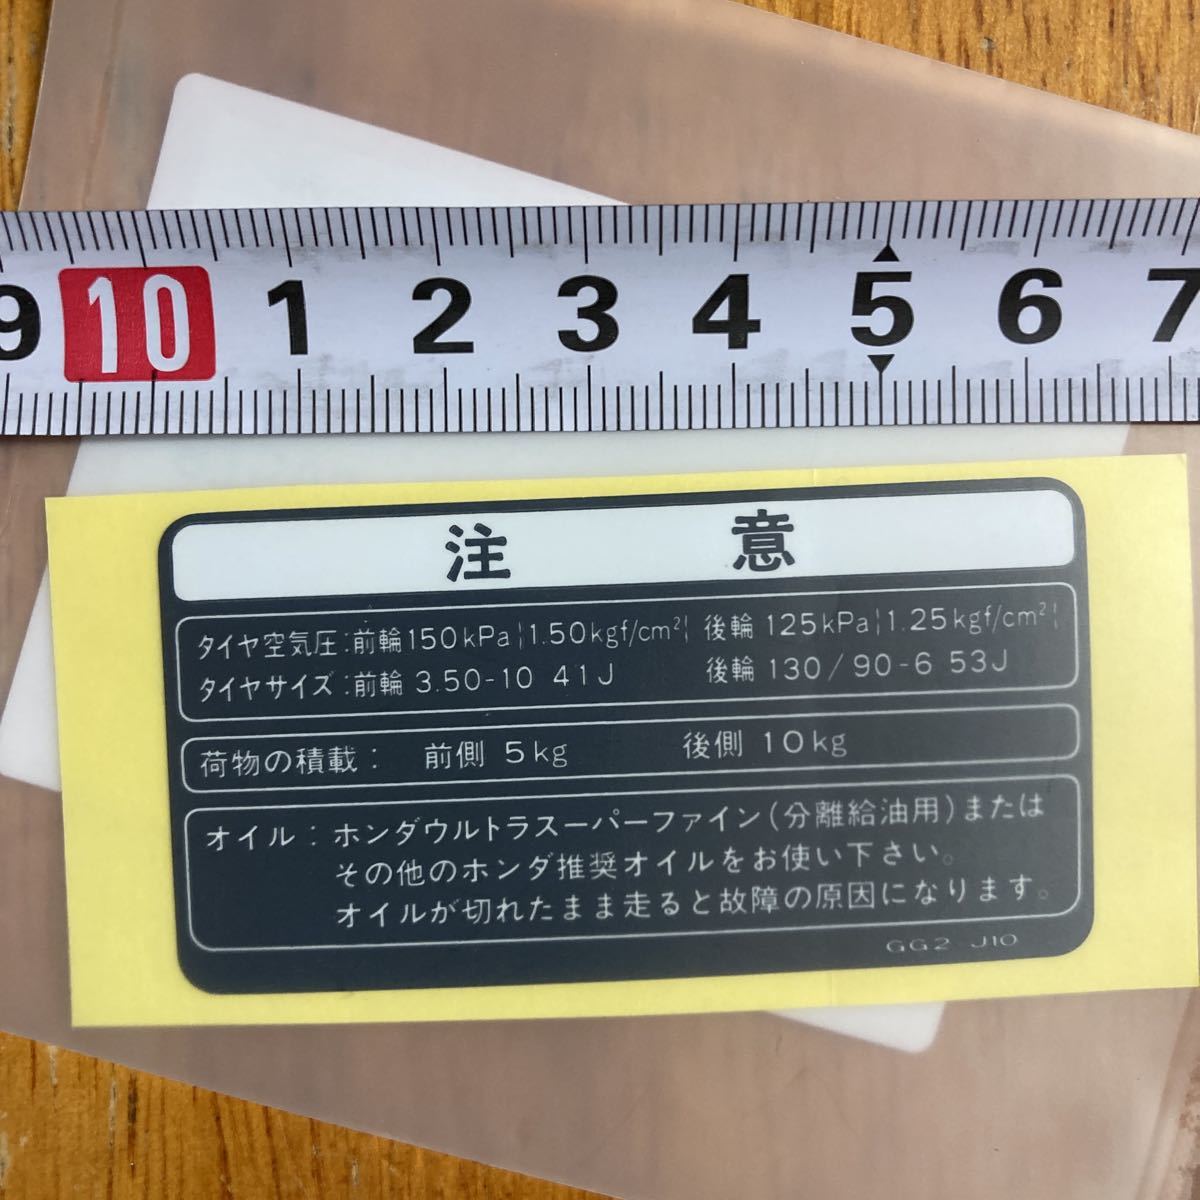 9 10 1 2 3 4 5 6 7
注意
タイヤ空気圧:前輪150kPa{1.50kgf/cm²} 後輪125kPa{1.25kgf/cm²}
タイヤサイズ:前輪 3.50-10 41J 後輪 130/90-6 53J
荷物の積載: 前側 5kg 後側 10kg
オイル: ホンダウルトラスーパーファイン(分離給油用)または
その他のホンダ推奨オイルをお使い下さい。
オイルが切れたまま走ると故障の原因になります。
GG2 J10